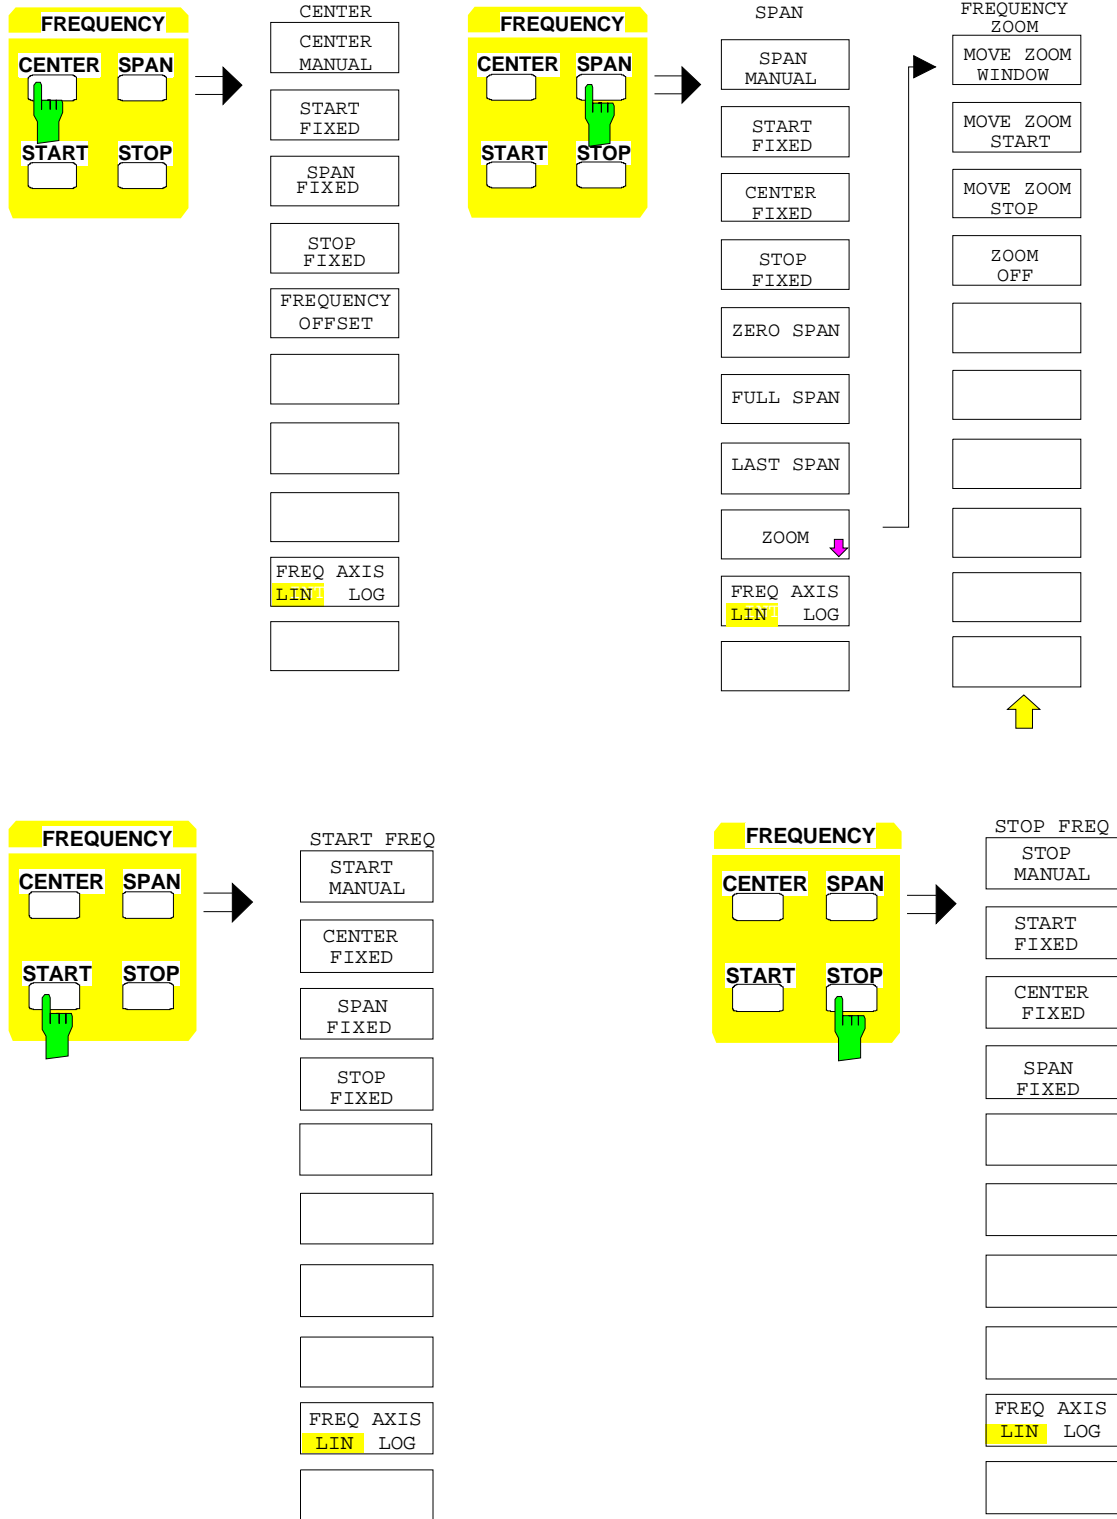 FREQUENCY
CENTER SPAN
START STOP
CENTER
CENTER
MANUAL
START
FIXED
SPAN
FIXED
STOP
FIXED
FREQUENCY
OFFSET
FREQ AXIS
LIN LOG
FREQUENCY
CENTER SPAN
START STOP
SPAN
SPAN
MANUAL
START
FIXED
CENTER
FIXED
STOP
FIXED
ZERO SPAN
FULL SPAN
LAST SPAN
ZOOM
FREQ AXIS
LIN LOG
FREQUENCY
ZOOM
MOVE ZOOM
WINDOW
MOVE ZOOM
START
MOVE ZOOM
STOP
ZOOM
OFF
FREQUENCY
CENTER SPAN
START STOP
START FREQ
START
MANUAL
CENTER
FIXED
SPAN
FIXED
STOP
FIXED
FREQ AXIS
LIN LOG
FREQUENCY
CENTER SPAN
START STOP
STOP FREQ
STOP
MANUAL
START
FIXED
CENTER
FIXED
SPAN
FIXED
FREQ AXIS
LIN LOG